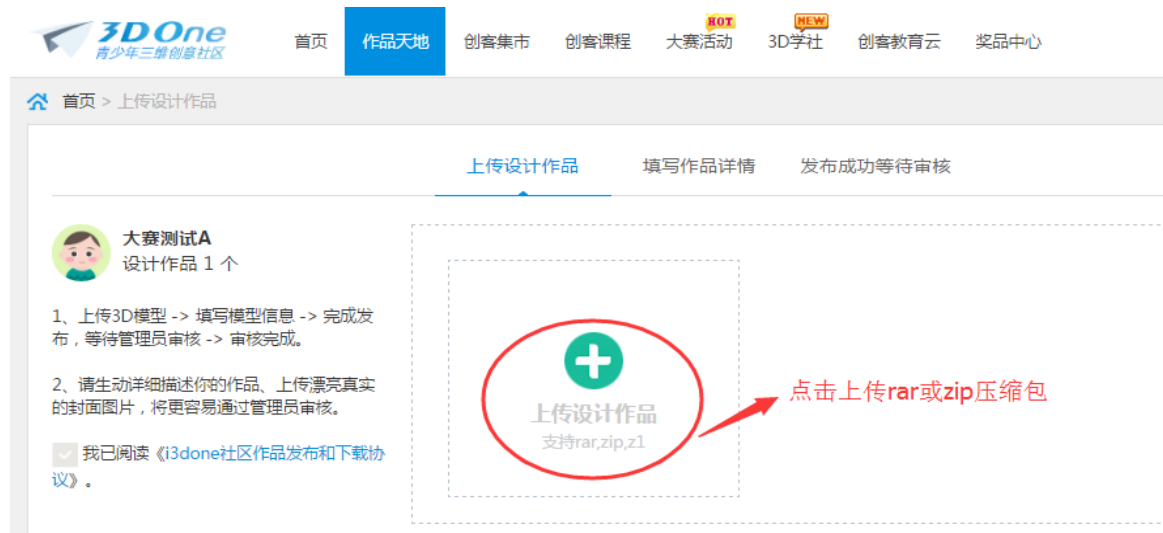 3D One
青少年三维创意社区
首页
作品天地
创客集市
创客课程
HOT
大赛活动
NEW
3D学社
创客教育云
奖品中心
首页 > 上传设计作品
上传设计作品
填写作品详情
发布成功等待审核
大赛测试A
设计作品 1 个
1、上传3D模型 -> 填写模型信息 -> 完成发
布，等待管理员审核 -> 审核完成。
2、请生动详细描述你的作品、上传漂亮真实
的封面图片，将更容易通过管理员审核。
我已阅读《i3done社区作品发布和下载协
议》。
上传设计作品
支持rar,zip,z1
点击上传rar或zip压缩包